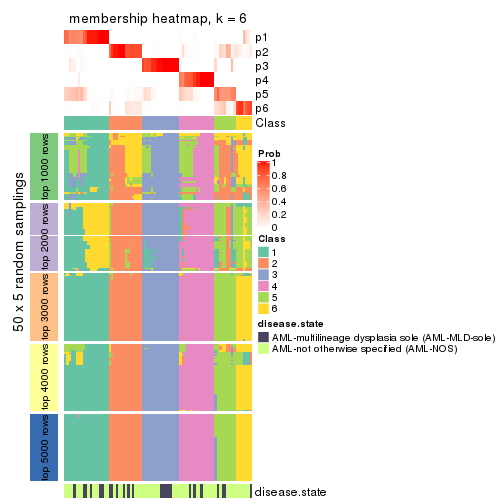 membership heatmap, k = 6
p1
p2
p3
p4
p5
p6
Class
50 x 5 random samplings
top 1000 rows
top 2000 rows
top 3000 rows
top 4000 rows
top 5000 rows
Prob
1
0.8
0.6
0.4
0.2
0
Class
1
2
3
4
5
6
disease.state
AML-multilineage dysplasia sole (AML-MLD-sole)
AML-not otherwise specified (AML-NOS)
disease.state